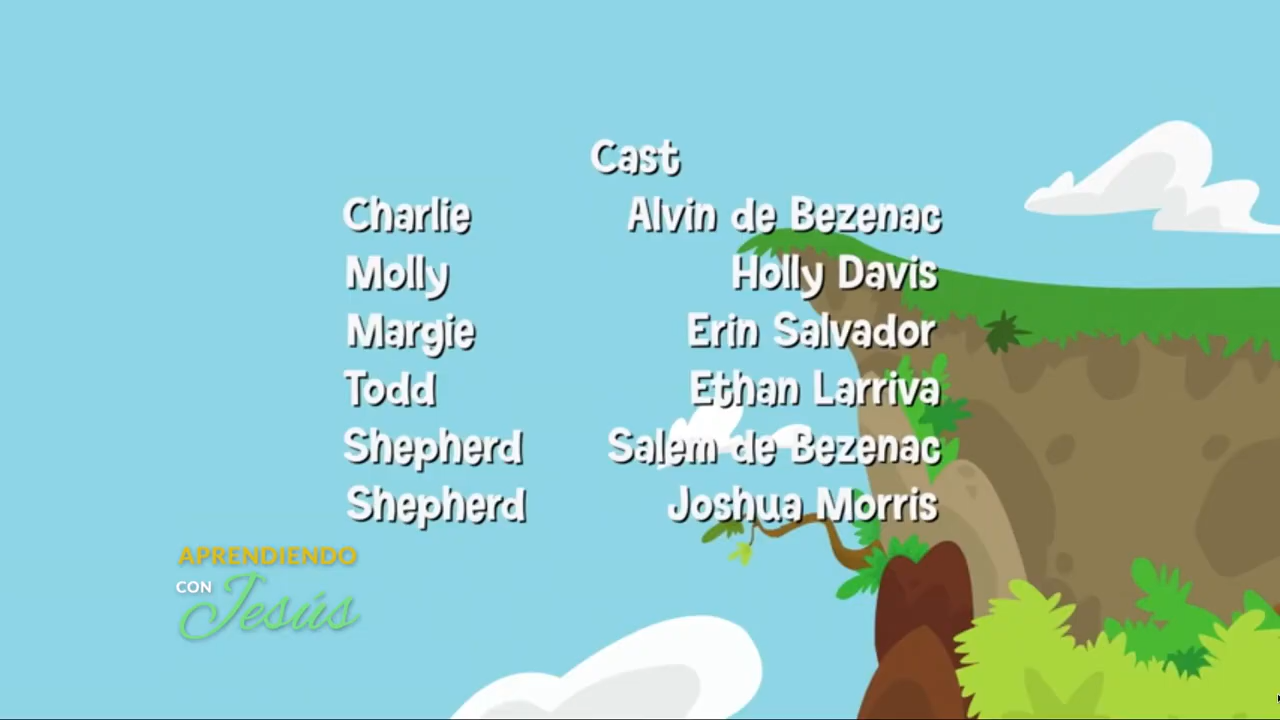 Cast
Charlie Alvin de Bezenac
Molly Holly Davis
Margie Erin Salvador
Todd Ethan Larriva
Shepherd Salem de Bezenac
Shepherd Joshua Morris
APRENDIENDO
CON Jesús